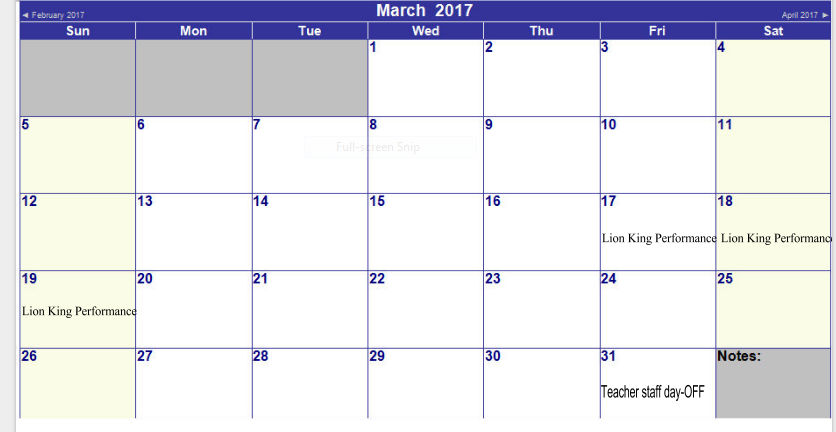 ◄ February 2017 March 2017 April 2017 ►
Sun Mon Tue Wed Thu Fri Sat
1 2 3 4
5 6 7 8 9 10 11
Full-screen Snip
12 13 14 15 16 17 18
Lion King Performance Lion King Performanc
19 20 21 22 23 24 25
Lion King Performance
26 27 28 29 30 31 Notes:
Teacher staff day-OFF